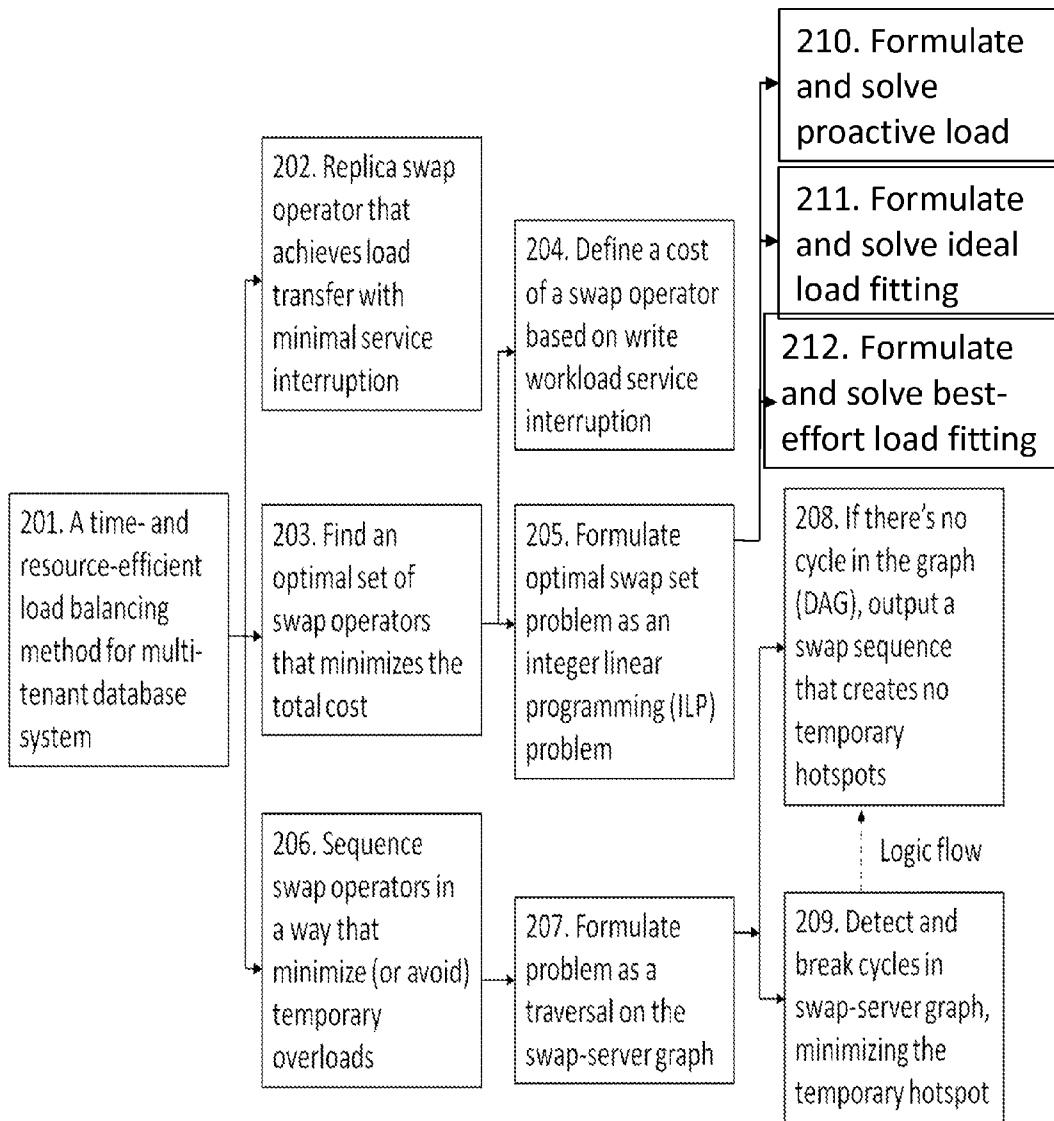 201. A time- and
resource-efficient
load balancing
method for multi-
tenant database
system
202. Replica swap
operator that
achieves load
transfer with
minimal service
interruption
203. Find an
optimal set of
swap operators
that minimizes the
total cost
206. Sequence
swap operators in
a way that
minimize (or avoid)
temporary
overloads
204. Define a cost
of a swap operator
based on write
workload service
interruption
205. Formulate
optimal swap set
problem as an
integer linear
programming (ILP)
problem
207. Formulate
problem as a
traversal on the
swap-server graph
210. Formulate
and solve
proactive load
211. Formulate
and solve ideal
load fitting
212. Formulate
and solve best-
effort load fitting
208. If there's no
cycle in the graph
(DAG), output a
swap sequence
that creates no
temporary
hotspots
Logic flow
209. Detect and
break cycles in
swap-server graph,
minimizing the
temporary hotspot